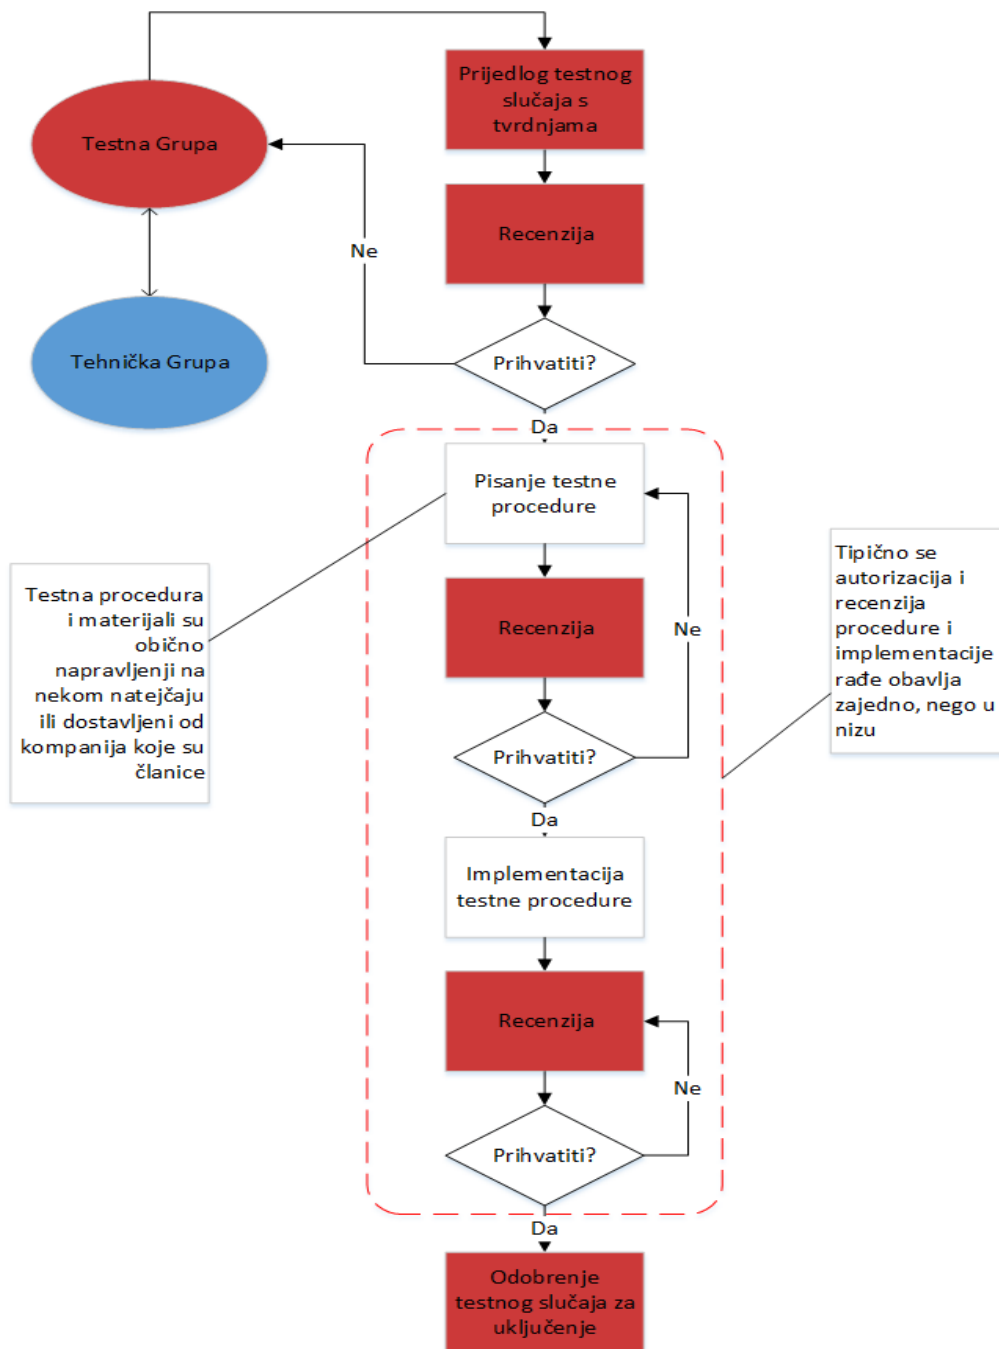 Prijedlog testnog
slučaja s
tvrdnjama
Testna Grupa
Recenzija
Ne
Tehnička Grupa
Prihvatiti?
Da
Pisanje testne
procedure
Testna procedura
i materijali su
obično
napravljenji na
nekom natejčaju
ili dostavljeni od
kompanija koje su
članice
Tipično se
autorizacija i
recenzija
procedure i
implementacije
rađe obavlja
zajedno, nego u
nizu
Recenzija
Ne
Prihvatiti?
Da
Implementacija
testne procedure
Recenzija
Ne
Prihvatiti?
Da
Odobrenje
testnog slučaja za
uključenje